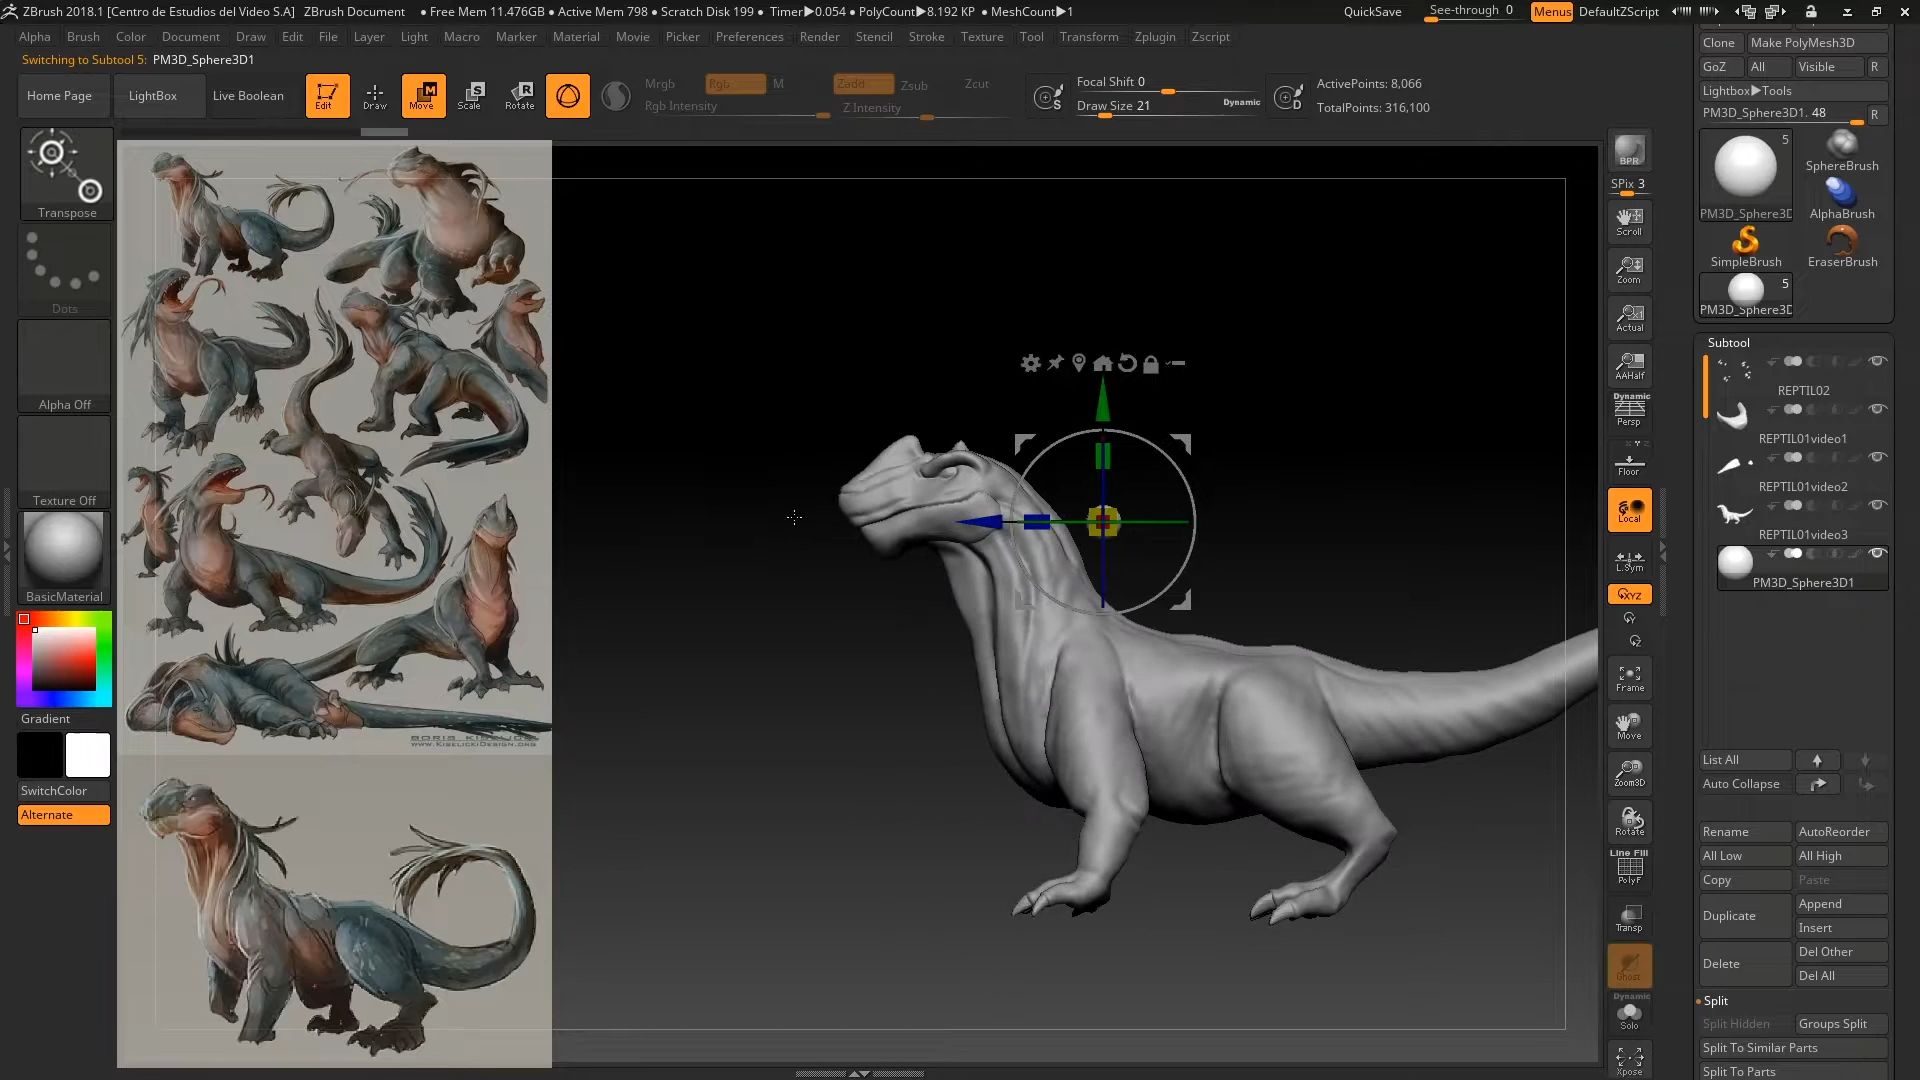 ZBrush 2018.1 [Centro de Estudios del Video S.A] ZBrush Document • Free Mem 11.476GB • Active Mem 798 • Scratch Disk 199 • Timer▶0.054 • PolyCount▶8.192 KP • MeshCount▶1 QuickSave See-through 0 Menus DefaultZScript
Alpha Brush Color Document Draw Edit File Layer Light Macro Marker Material Movie Picker Preferences Render Stencil Stroke Texture Tool Transform Zplugin Zscript
Switching to Subtool 5: PM3D_Sphere3D1
Home Page LightBox Live Boolean
Edit Draw Move Scale Rotate
Mrgb Rgb M
Rgb Intensity
Zadd Zsub Zcut
Z Intensity
Focal Shift 0
Draw Size 21 Dynamic
ActivePoints: 8,066
TotalPoints: 316,100
Transpose
Dots
Alpha Off
Texture Off
BasicMaterial
Gradient
SwitchColor
Alternate
BORIS KISELICKI
WWW.KISELICKIDESIGN.ORG
BPR
SPix 3
Scroll
Zoom
Actual
AAHalf
Dynamic
Persp
Floor
Local
L.Sym
XYZ
Frame
Move
Zoom3D
Rotate
Line Fill
PolyF
Transp
Ghost
Dynamic
Solo
Xpose
Clone Make PolyMesh3D
GoZ All Visible R
Lightbox▶Tools
PM3D_Sphere3D1. 48 R
5
PM3D_Sphere3D
SphereBrush
AlphaBrush
SimpleBrush
EraserBrush
5
PM3D_Sphere3D
Subtool
REPTIL02
REPTIL01video1
REPTIL01video2
REPTIL01video3
PM3D_Sphere3D1
List All
Auto Collapse
Rename AutoReorder
All Low All High
Copy Paste
Duplicate Append
Insert
Delete Del Other
Del All
Split
Split Hidden Groups Split
Split To Similar Parts
Split To Parts